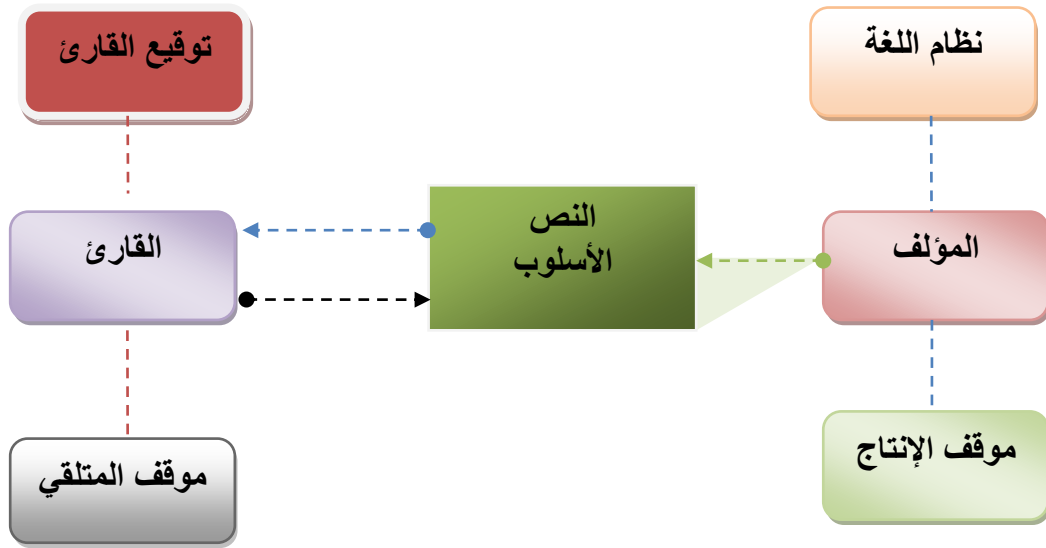 نظام اللغة
توقيع القارئ
المؤلف
النص
الأسلوب
القارئ
موقف الإنتاج
موقف المتلقي